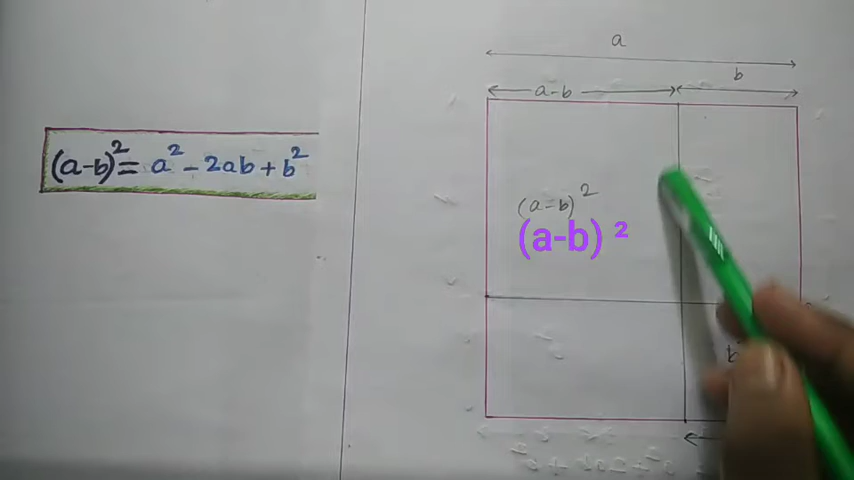 (a-b)² = a² - 2ab + b²
a
a-b
b
(a-b)²
(a-b) ²
b